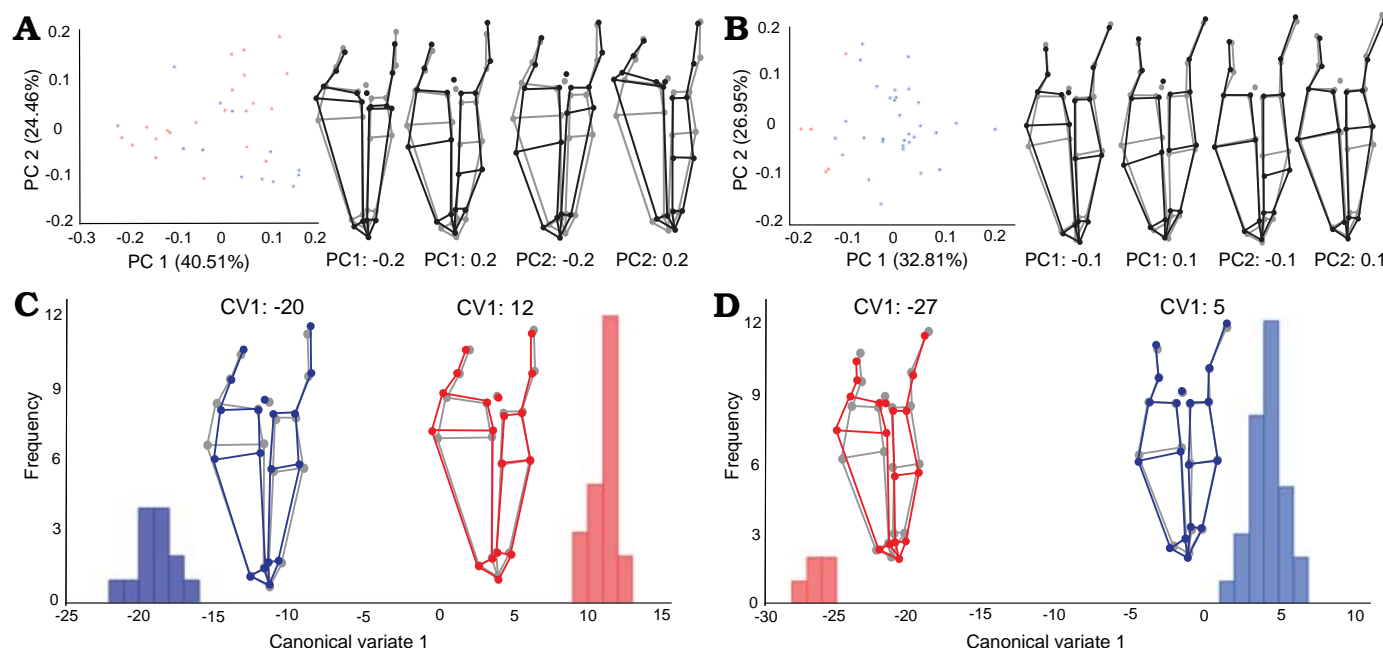 A
0.2
0.1
0
-0.1
-0.2
PC 2 (24.46%)
-0.3
-0.1
-0.1
0
0.1
0.2
PC 1 (40.51%)
PC1: -0.2
PC1: 0.2
PC2: -0.2
PC2: 0.2
B
0.2
0.1
0
-0.1
-0.2
PC 2 (26.95%)
-0.2
-0.1
0
0.1
0.2
PC 1 (32.81%)
PC1: -0.1
PC1: 0.1
PC2: -0.1
PC2: 0.1
C
CV1: -20
CV1: 12
12
9
6
3
0
Frequency
-25
-20
-15
-10
-5
0
5
10
15
Canonical variate 1
D
CV1: -27
CV1: 5
12
9
6
3
0
Frequency
-30
-25
-20
-15
-10
-5
0
5
10
Canonical variate 1